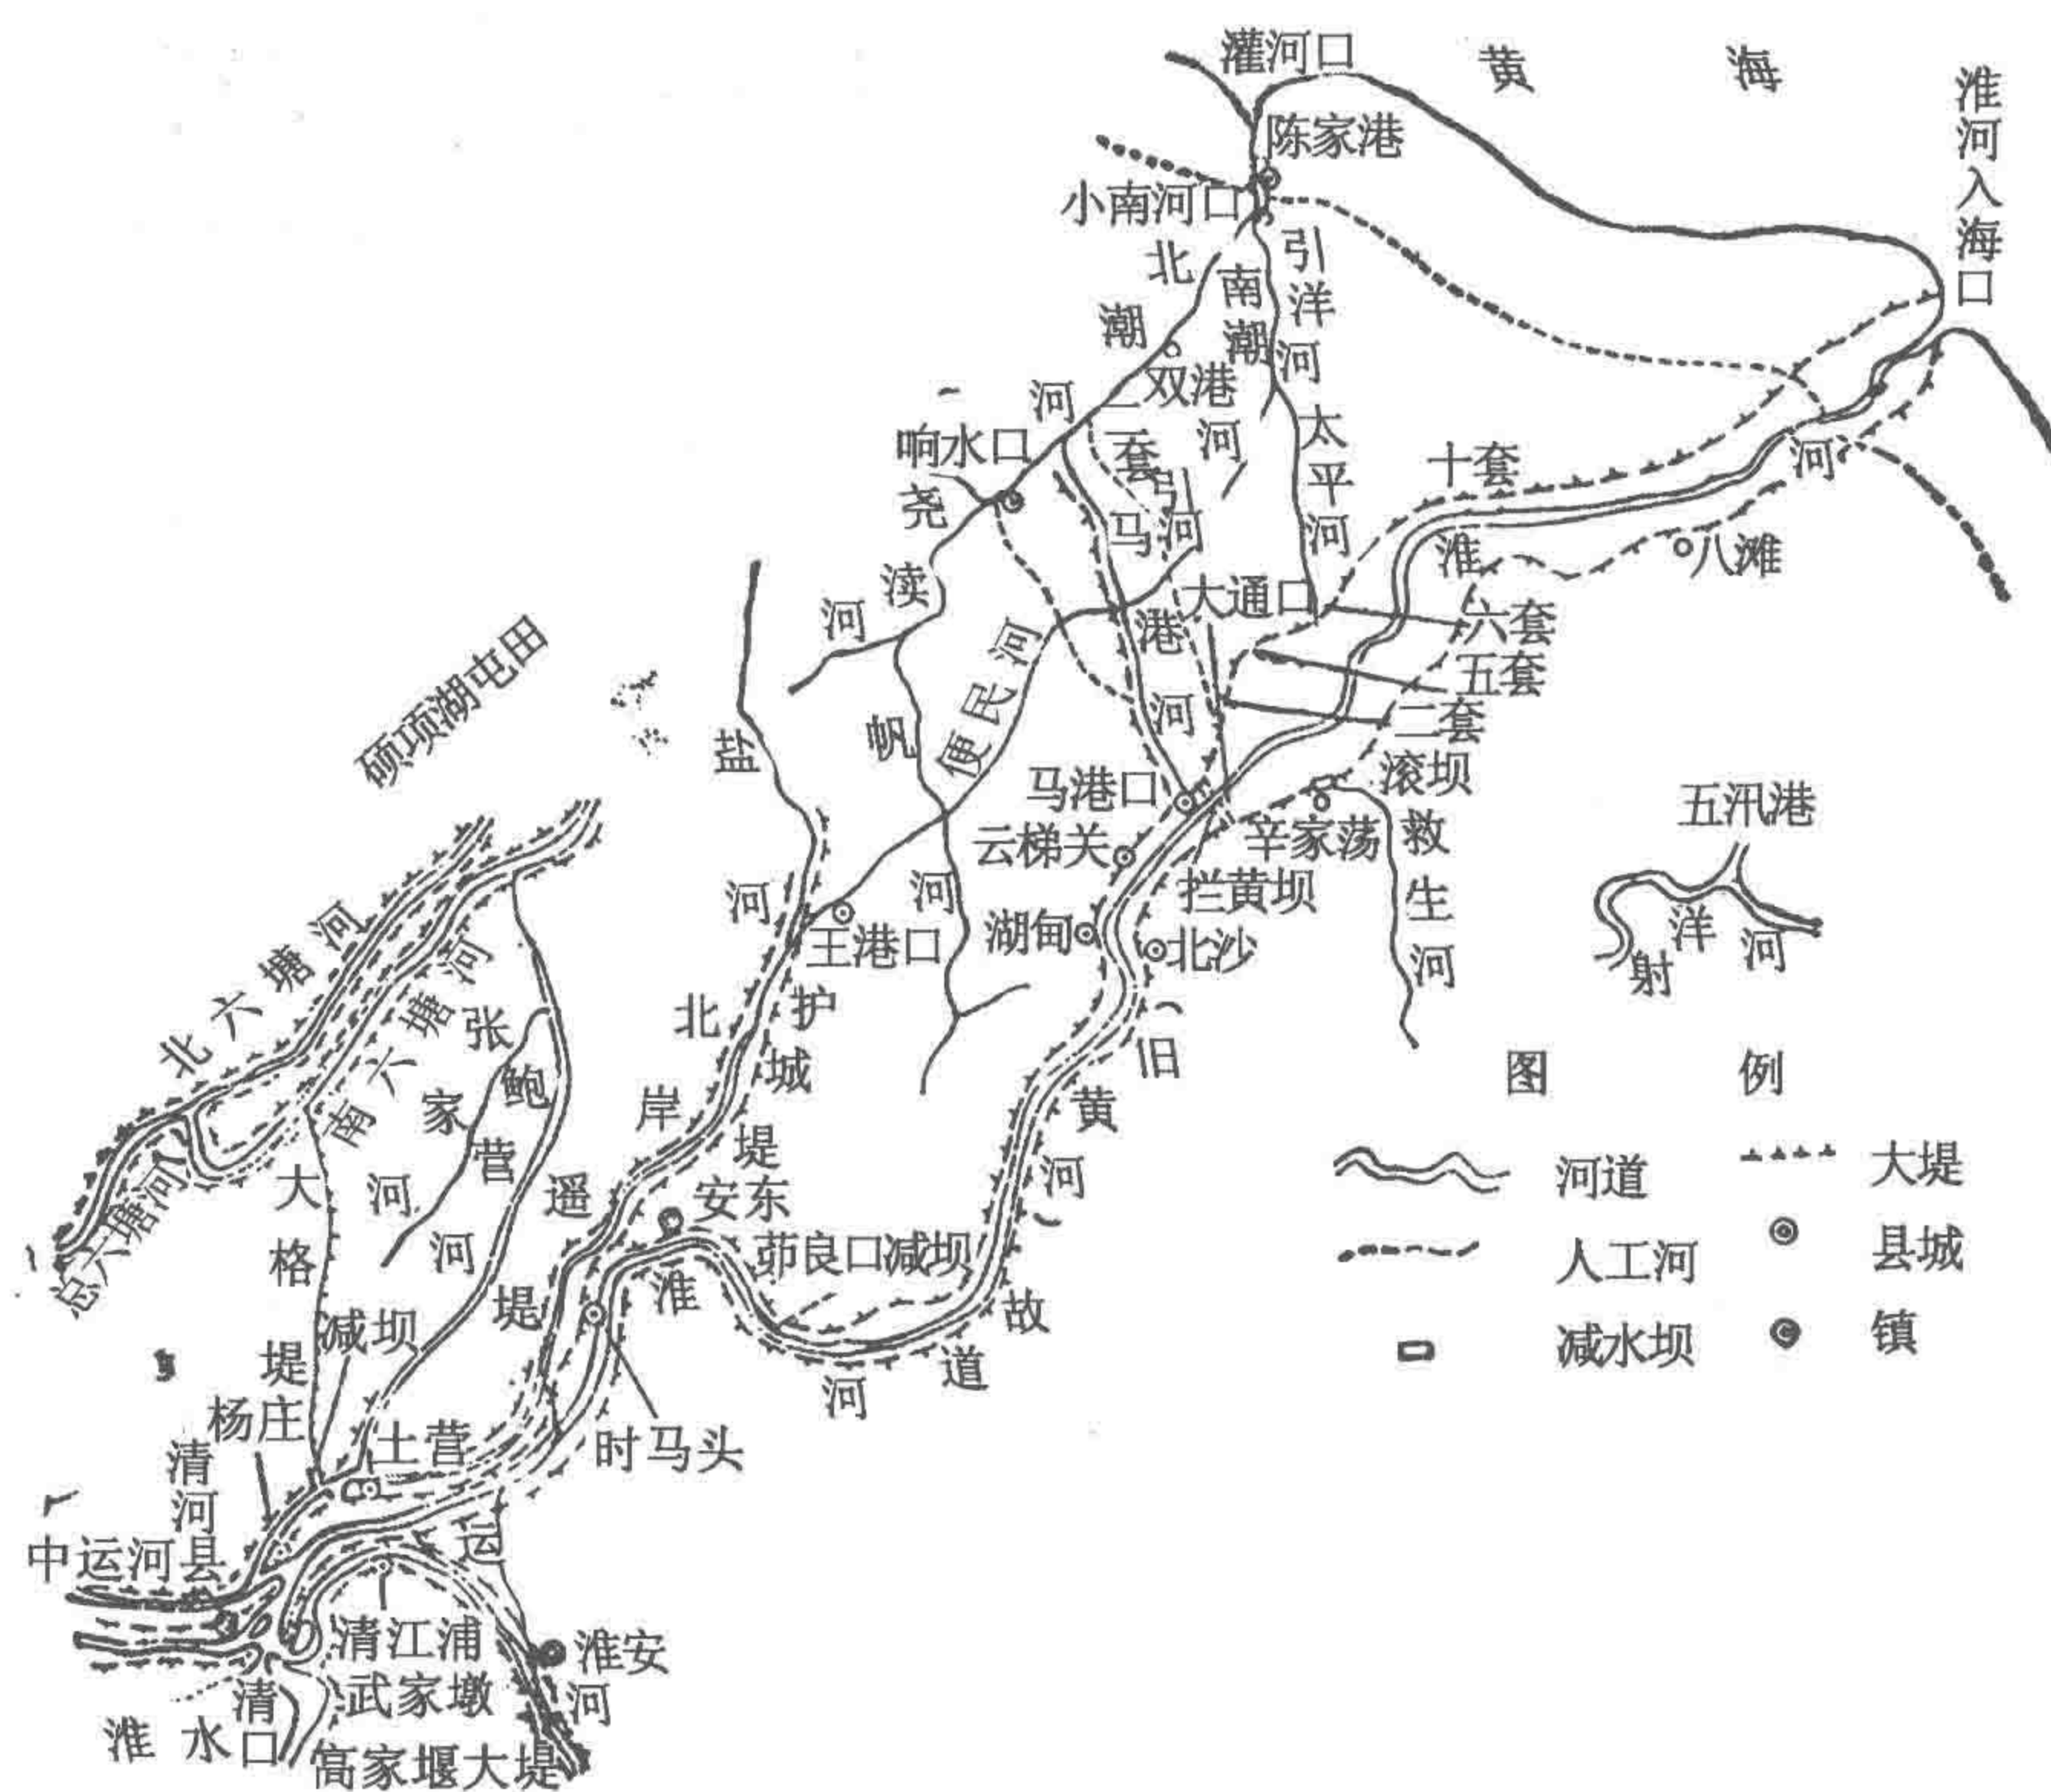 灌河口
黄海
淮河入海口
陈家港
小南河口
北潮河
南潮河
引洋河
双港
二套引河
响水口
太平河
十套
淮河
八滩
尧渎河
马港河
大通口
六套
五套
二套
便民河
帆河
硕项湖屯田
盐河
滚坝
马港口
云梯关
辛家荡
救生河
五汛港
拦黄坝
射洋河
湖甸
北沙
王港口
北六塘河
南六塘河
总六塘河
张家河
鲍营河
北岸遥堤
护城堤
安东
(旧黄河)
茆良口减坝
淮河故道
大格堤
减坝
杨庄
土营
时马头
清河县
中运河
运河
清江浦
淮安
武家墩
清口
淮水
高家堰大堤
图例
河道
大堤
人工河
县城
减水坝
镇